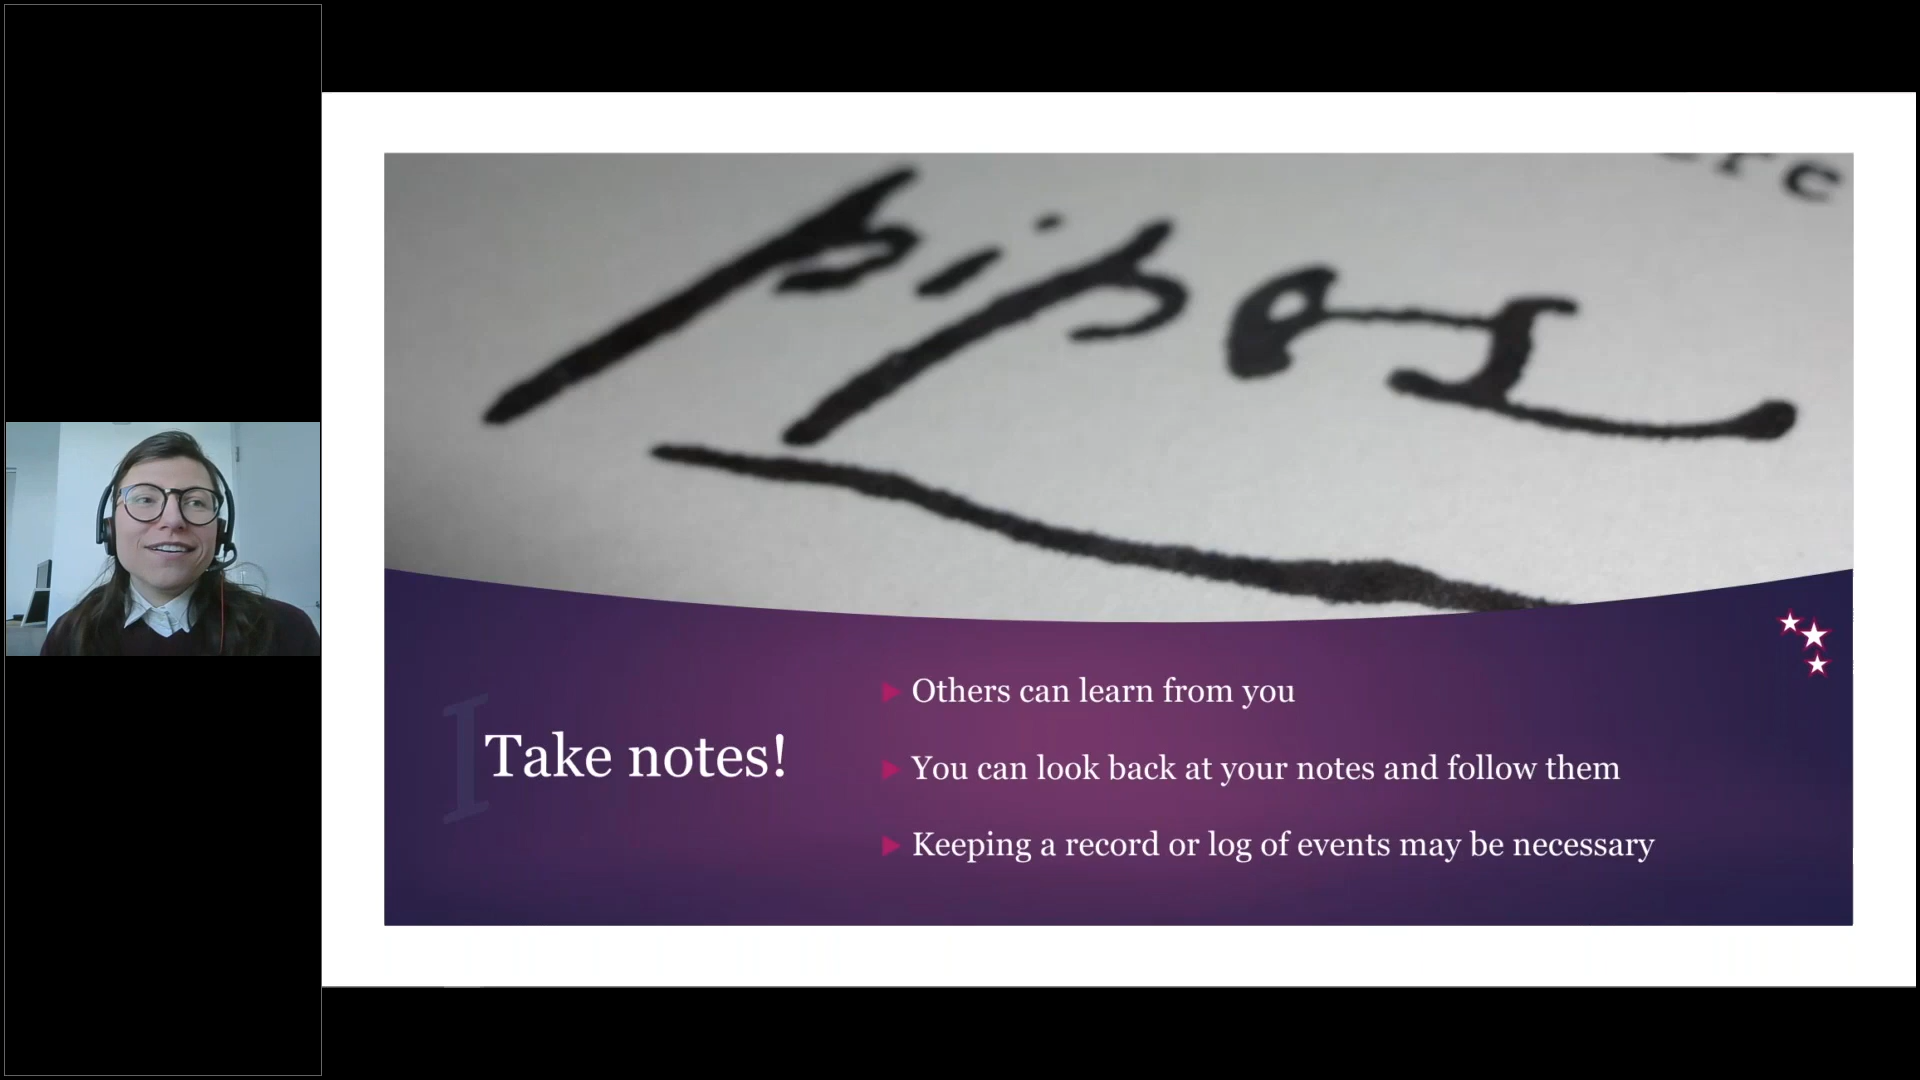 pipas
I
Take notes!
Others can learn from you
You can look back at your notes and follow them
Keeping a record or log of events may be necessary